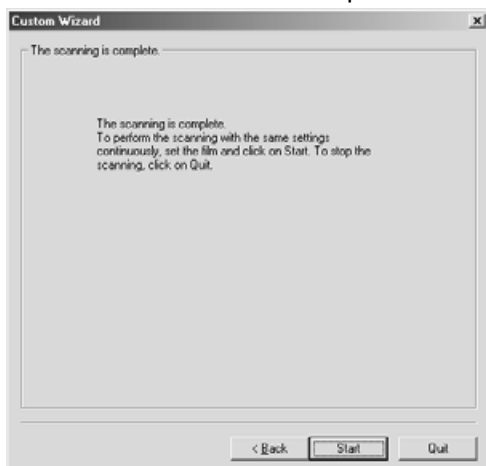 Custom Wizard
The scanning is complete.
The scanning is complete.
To perform the scanning with the same settings
continuously, set the film and click on Start. To stop the
scanning, click on Quit.
< Back Start Quit